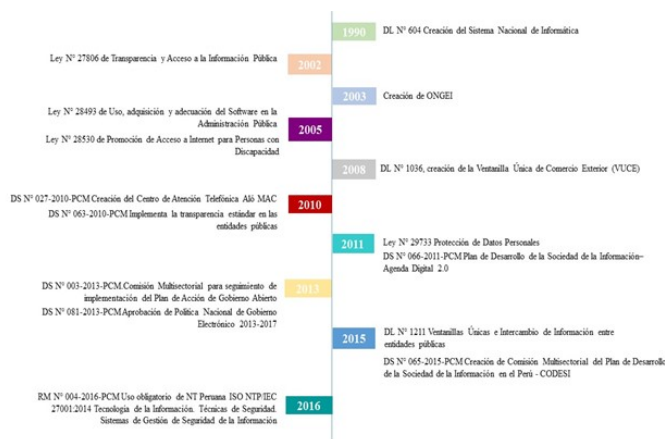 1990
DL N° 604 Creación del Sistema Nacional de Informática
Ley N° 27806 de Transparencia y Acceso a la Información Pública
2002
2003
Creación de ONGEI
Ley N° 28493 de Uso, adquisición y adecuación del Software en la
Administración Pública
Ley N° 28530 de Promoción de Acceso a Internet para Personas con
Discapacidad
2005
2008
DL N° 1036, creación de la Ventanilla Única de Comercio Exterior (VUCE)
DS N° 027-2010-PCM Creación del Centro de Atención Telefónica Aló MAC
DS N° 063-2010-PCM Implementa la transparencia estándar en las
entidades públicas
2010
2011
Ley N° 29733 Protección de Datos Personales
DS N° 066-2011-PCM Plan de Desarrollo de la Sociedad de la Información–
Agenda Digital 2.0
DS N° 003-2013-PCM.Comisión Multisectorial para seguimiento de
implementación del Plan de Acción de Gobierno Abierto
DS N° 081-2013-PCM Aprobación de Política Nacional de Gobierno
Electrónico 2013-2017
2013
2015
DL N° 1211 Ventanillas Únicas e Intercambio de Información entre
entidades públicas
DS N° 065-2015-PCM Creación de Comisión Multisectorial del Plan de Desarrollo
de la Sociedad de la Información en el Perú - CODESI
RM N° 004-2016-PCM Uso obligatorio de NT Peruana ISO NTP/IEC
27001:2014 Tecnología de la Información. Técnicas de Seguridad.
Sistemas de Gestión de Seguridad de la Información
2016